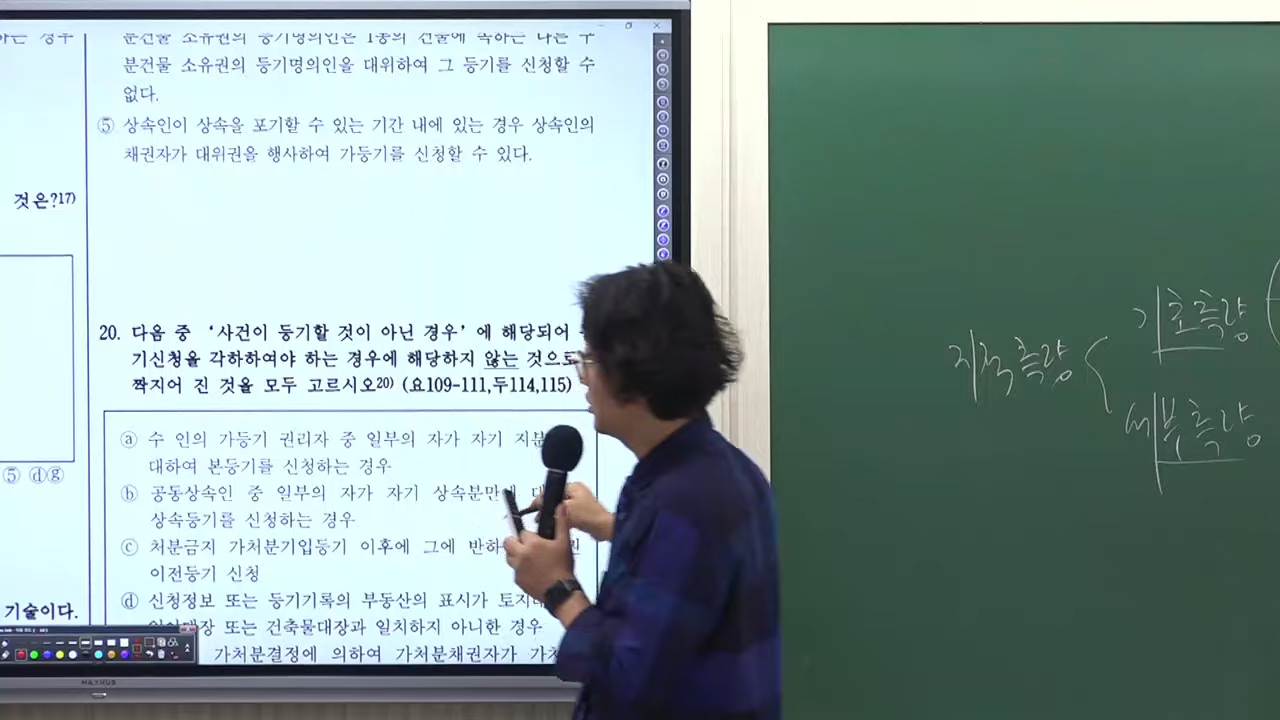 분건물 소유권의 등기명의인은 1동의 건물에 속하는 다른 구
분건물 소유권의 등기명의인을 대위하여 그 등기를 신청할 수
없다.
⑤ 상속인이 상속을 포기할 수 있는 기간 내에 있는 경우 상속인의
채권자가 대위권을 행사하여 가등기를 신청할 수 있다.
것은?17)
⑤ ⓓⓖ
기술이다.
20. 다음 중 ‘사건이 등기할 것이 아닌 경우’에 해당되어
기신청을 각하하여야 하는 경우에 해당하지 않는 것으로
짝지어 진 것을 모두 고르시오20) (요109-111,두114,115)
ⓐ 수 인의 가등기 권리자 중 일부의 자가 자기 지분
대하여 본등기를 신청하는 경우
ⓑ 공동상속인 중 일부의 자가 자기 상속분만에
상속등기를 신청하는 경우
ⓒ 처분금지 가처분기입등기 이후에 그에 반하
이전등기 신청
ⓓ 신청정보 또는 등기기록의 부동산의 표시가
또는 건축물대장과 일치하지 아니한 경우
가처분결정에 의하여 가처분채권자가
MAXHUB
지적측량
기초측량
세부측량